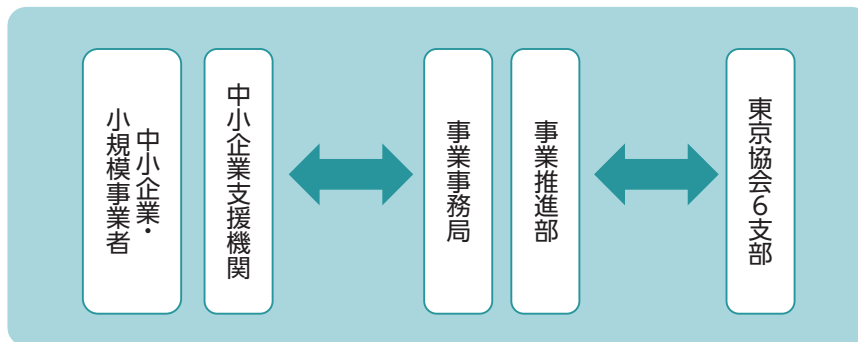 中小企業・
小規模事業者
中小企業支援機関
事業事務局
事業推進部
東京協会6支部